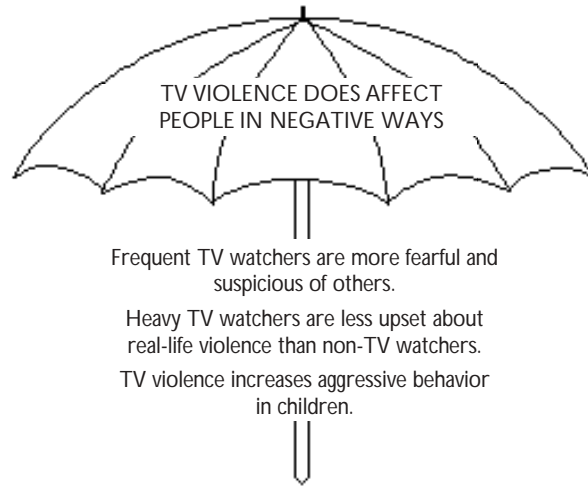 TV VIOLENCE DOES AFFECT
PEOPLE IN NEGATIVE WAYS
Frequent TV watchers are more fearful and
suspicious of others.
Heavy TV watchers are less upset about
real-life violence than non-TV watchers.
TV violence increases aggressive behavior
in children.